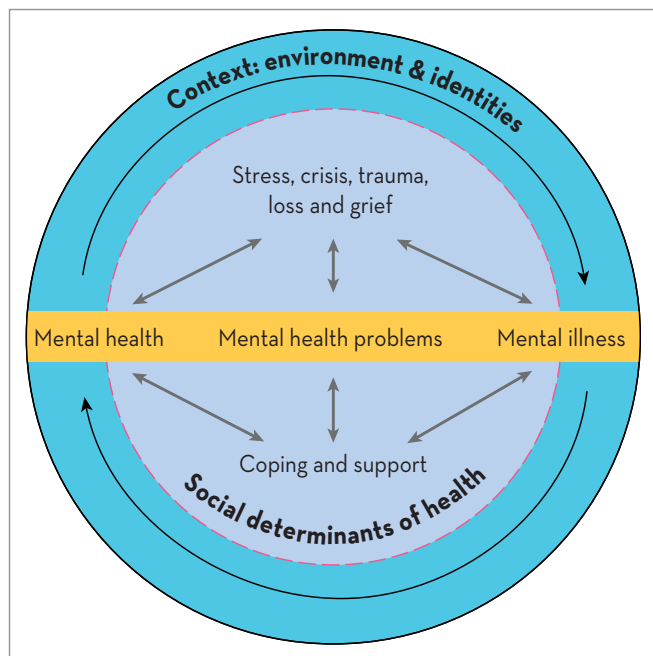 Context: environment & identities
Stress, crisis, trauma,
loss and grief
Mental health
Mental health problems
Mental illness
Coping and support
Social determinants of health